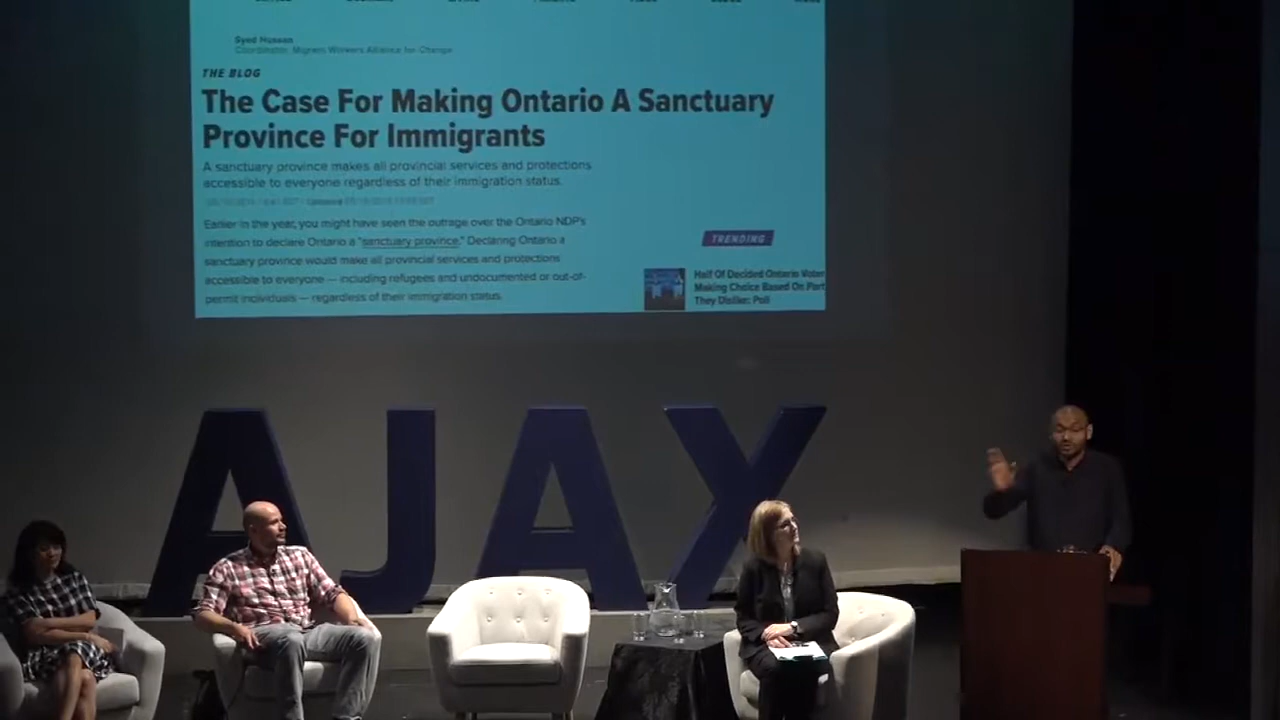 Syed Hussan
Coordinator, Migrant Workers Alliance for Change
THE BLOG
The Case For Making Ontario A Sanctuary
Province For Immigrants
A sanctuary province makes all provincial services and protections
accessible to everyone regardless of their immigration status.
Earlier in the year, you might have seen the outrage over the Ontario NDP's
intention to declare Ontario a "sanctuary province." Declaring Ontario a
sanctuary province would make all provincial services and protections
accessible to everyone — including refugees and undocumented or out-of-
permit individuals — regardless of their immigration status.
TRENDING
Half Of Decided Ontario Voter
Making Choice Based On Part
They Dislike: Poll
AJAX